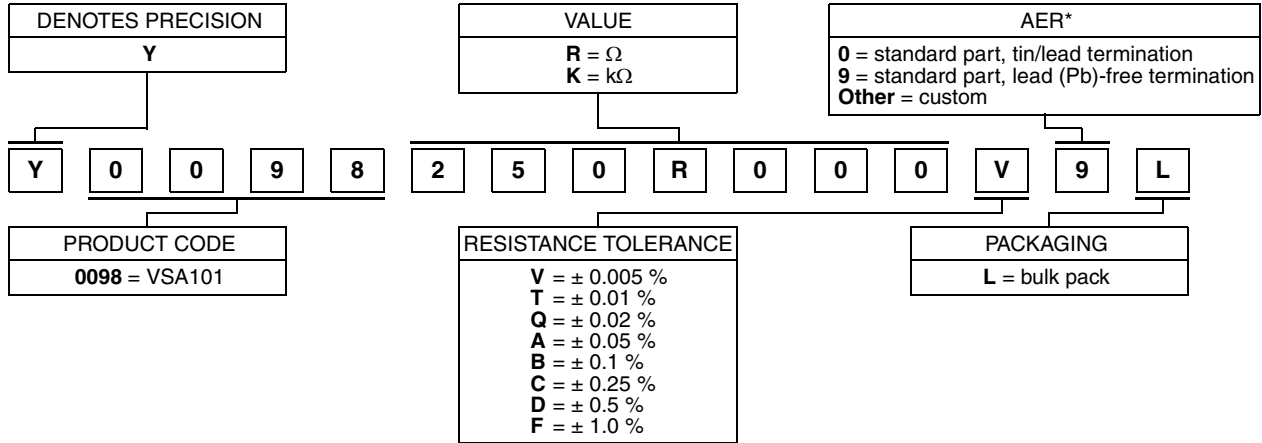 DENOTES PRECISION
Y
VALUE
R = Ω
K = kΩ
AER*
0 = standard part, tin/lead termination
9 = standard part, lead (Pb)-free termination
Other = custom
Y 0 0 9 8 2 5 0 R 0 0 0 V 9 L
PRODUCT CODE
0098 = VSA101
RESISTANCE TOLERANCE
V = ± 0.005 %
T = ± 0.01 %
Q = ± 0.02 %
A = ± 0.05 %
B = ± 0.1 %
C = ± 0.25 %
D = ± 0.5 %
F = ± 1.0 %
PACKAGING
L = bulk pack